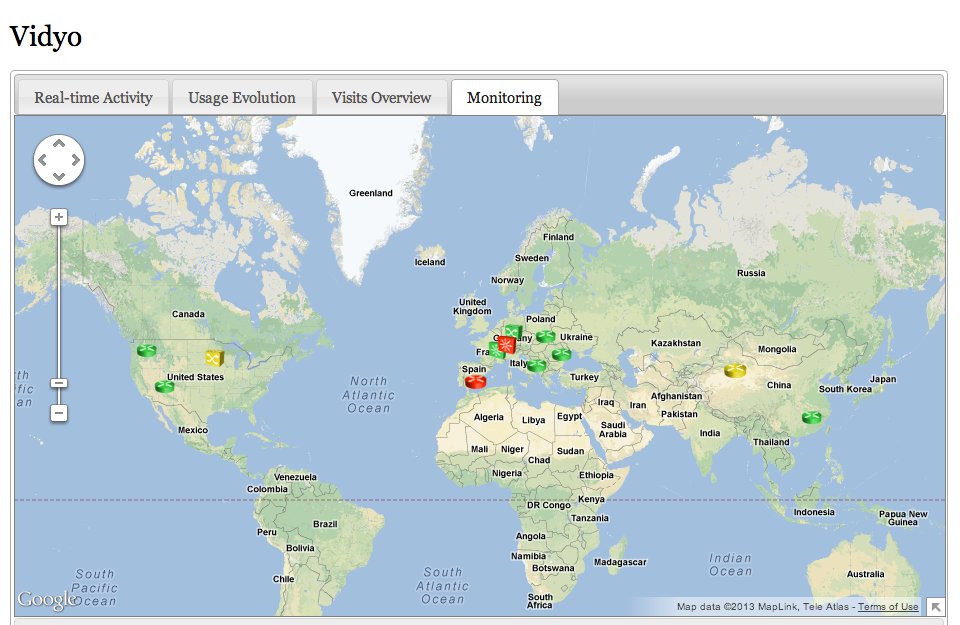 Vidyo
Real-time Activity
Usage Evolution
Visits Overview
Monitoring
Greenland
Iceland
Finland
Sweden
Norway
Russia
United
Kingdom
Canada
Poland
Ukraine
Kazakhstan
Mongolia
Italy
Spain
United States
North
Atlantic
Ocean
Turkey
China
Japan
South Korea
Afghanistan
Iraq
Iran
Pakistan
Mexico
Algeria
Libya
Egypt
Saudi
Arabia
India
Thailand
Mali
Niger
Chad
Sudan
Nigeria
Ethiopia
Venezuela
Colombia
DR Congo
Kenya
Tanzania
Indonesia
Papua New
Guinea
Peru
Brazil
Bolivia
Angola
Namibia
Botswana
Madagascar
Chile
South
Pacific
Ocean
South
Atlantic
Ocean
Indian
Ocean
Australia
South
Africa
Google
Map data ©2013 MapLink, Tele Atlas - Terms of Use